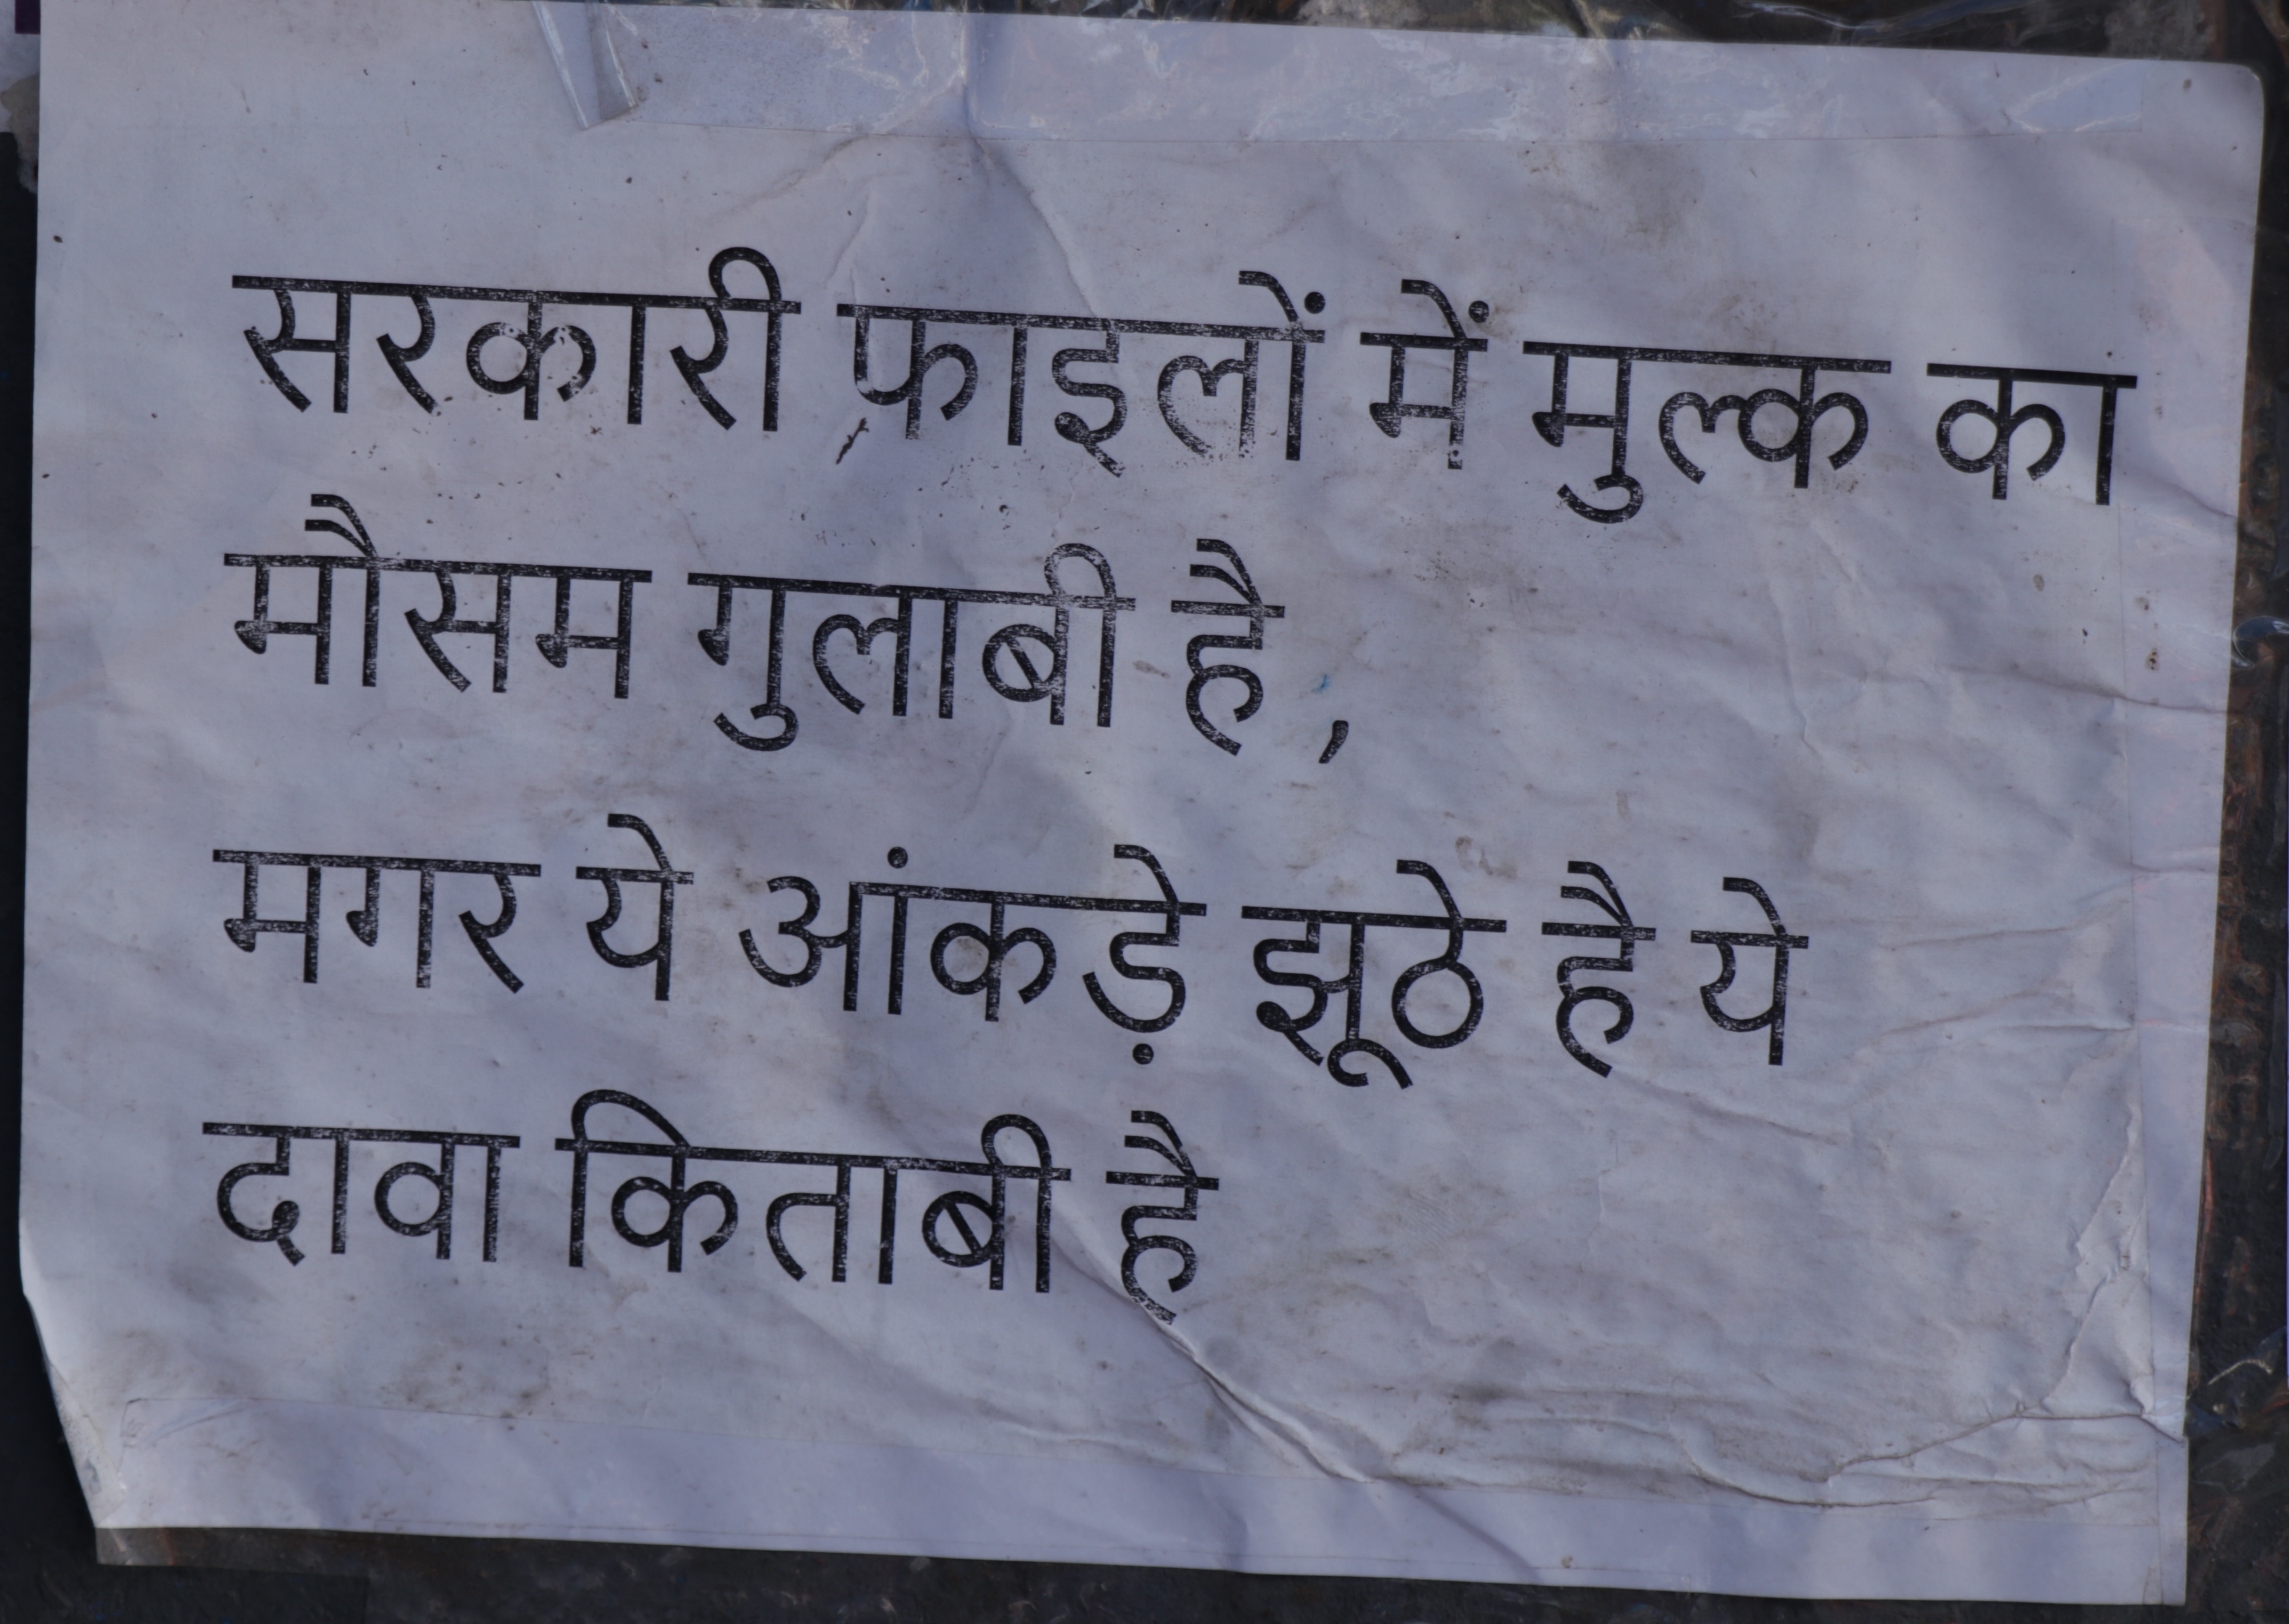 सरकारी फाइलों में मुल्क का
मौसम गुलाबी है ,
मगर ये आंकड़े झूठे है ये
दावा किताबी है